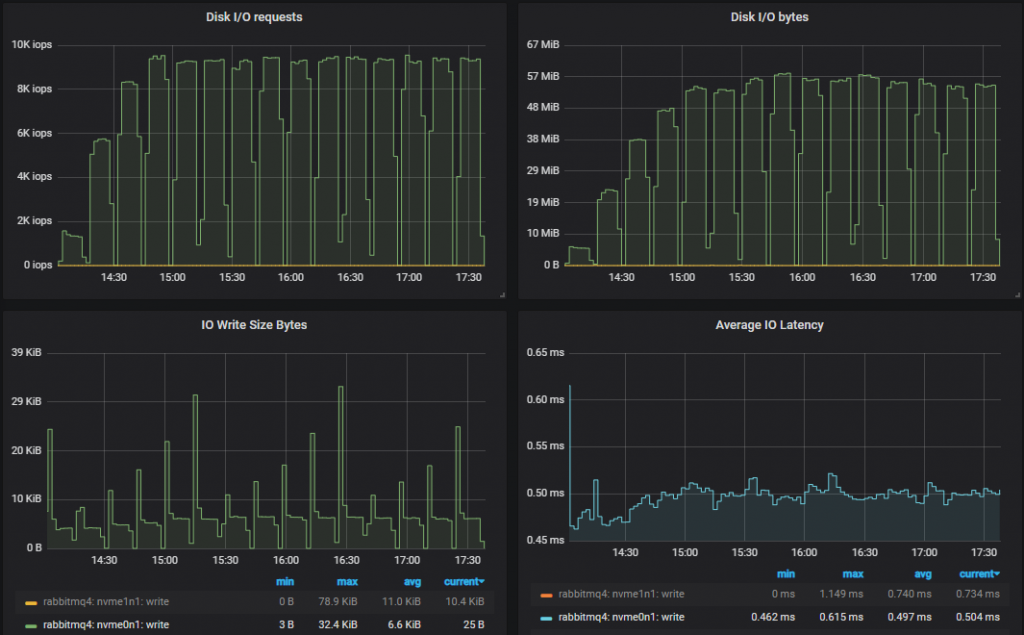 Disk I/O requests
10K iops
8K iops
6K iops
4K iops
2K iops
0 iops
14:30 15:00 15:30 16:00 16:30 17:00 17:30
Disk I/O bytes
67 MiB
57 MiB
48 MiB
38 MiB
29 MiB
19 MiB
10 MiB
0 B
14:30 15:00 15:30 16:00 16:30 17:00 17:30
IO Write Size Bytes
39 KiB
29 KiB
20 KiB
10 KiB
0 B
14:30 15:00 15:30 16:00 16:30 17:00 17:30
min max avg current
rabbitmq4: nvme1n1: write 0 B 78.9 KiB 11.0 KiB 10.4 KiB
rabbitmq4: nvme0n1: write 3 B 32.4 KiB 6.6 KiB 25 B
Average IO Latency
0.65 ms
0.60 ms
0.55 ms
0.50 ms
0.45 ms
14:30 15:00 15:30 16:00 16:30 17:00 17:30
min max avg current
rabbitmq4: nvme1n1: write 0 ms 1.149 ms 0.740 ms 0.734 ms
rabbitmq4: nvme0n1: write 0.462 ms 0.615 ms 0.497 ms 0.504 ms